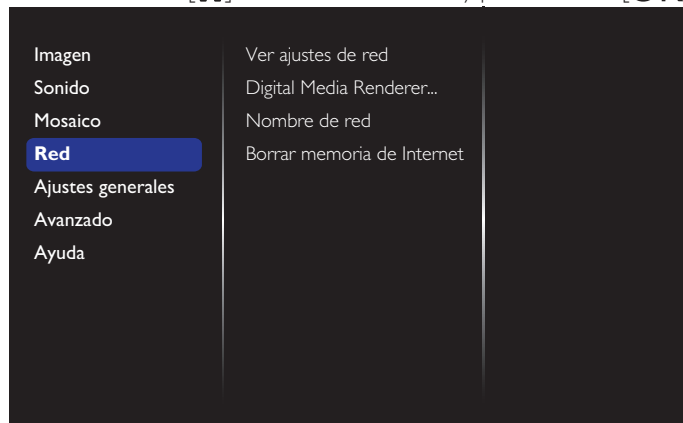 Imagen
Sonido
Mosaico
Red
Ajustes generales
Avanzado
Ayuda
Ver ajustes de red
Digital Media Renderer...
Nombre de red
Borrar memoria de Internet